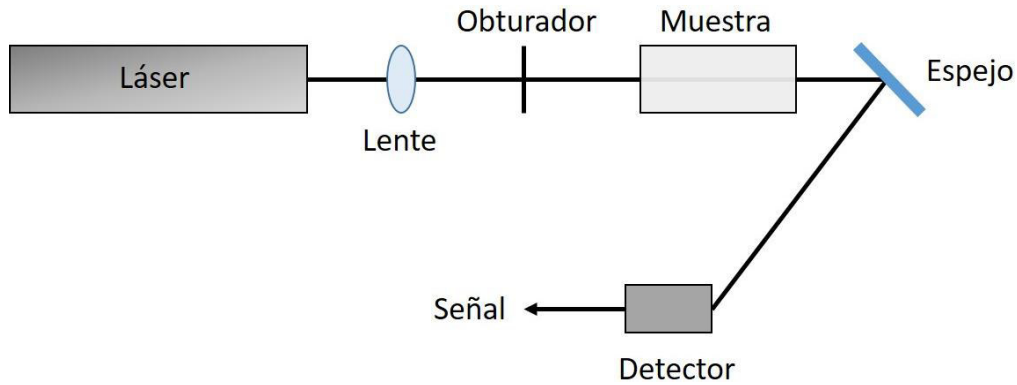 Obturador
Muestra
Láser
Espejo
Lente
Señal
Detector